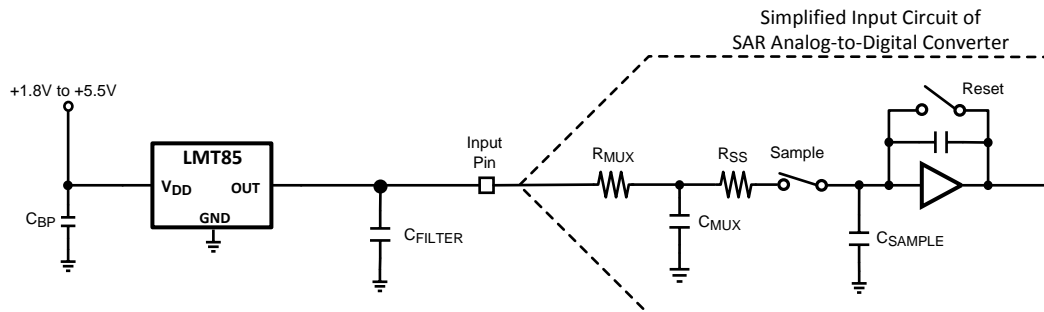 Simplified Input Circuit of
SAR Analog-to-Digital Converter
+1.8V to +5.5V
Reset
LMT85
Input
Pin
RMUX
RSS
Sample
VDD
OUT
GND
CBP
CFILTER
CMUX
CSAMPLE